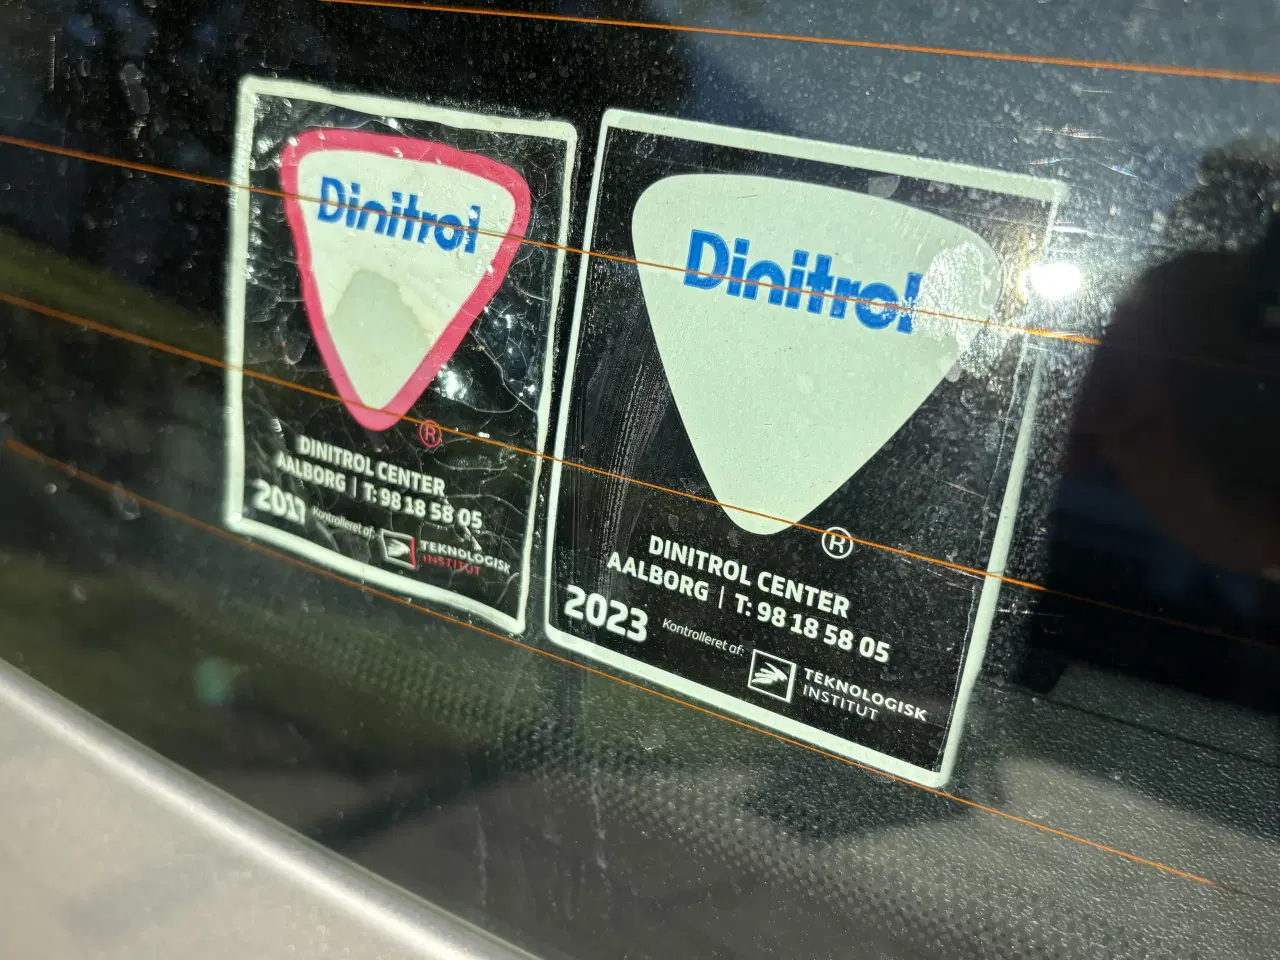 Dinitrol
®
DINITROL CENTER
AALBORG | T: 98 18 58 05
2017
Kontrolleret af:
TEKNOLOGISK
INSTITUT
Dinitrol
®
DINITROL CENTER
AALBORG | T: 98 18 58 05
2023
Kontrolleret af:
TEKNOLOGISK
INSTITUT